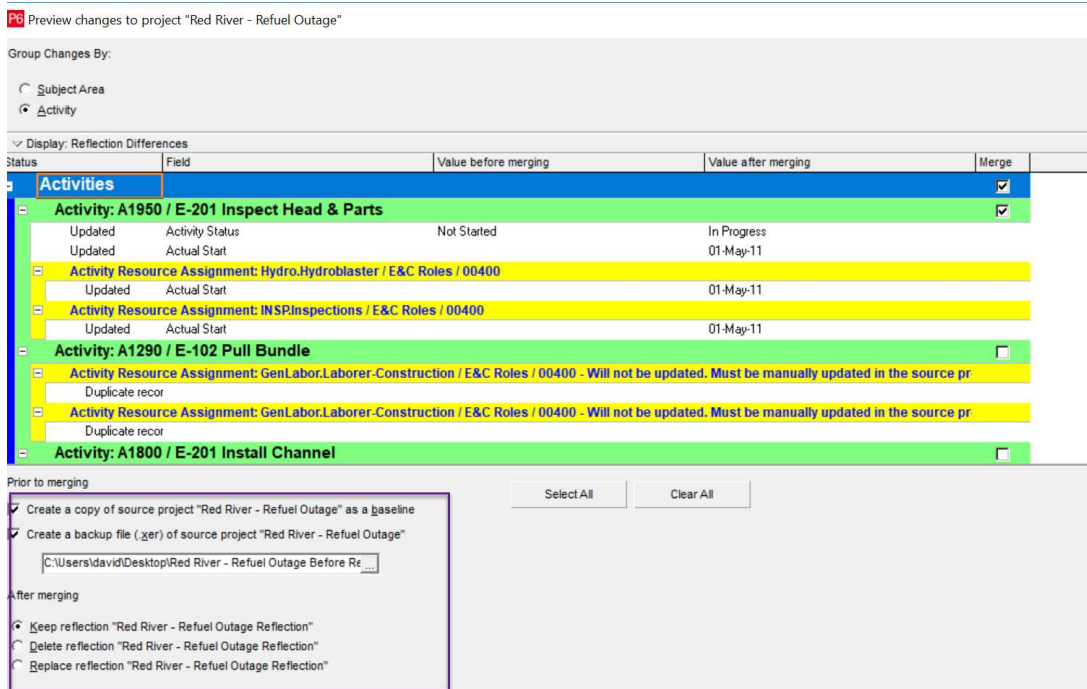 P6 Preview changes to project "Red River - Refuel Outage"
Group Changes By:
Subject Area
Activity
Display: Reflection Differences
Status Field Value before merging Value after merging Merge
Activities
Activity: A1950 / E-201 Inspect Head & Parts
Updated Activity Status Not Started In Progress
Updated Actual Start 01-May-11
Activity Resource Assignment: Hydro.Hydroblaster / E&C Roles / 00400
Updated Actual Start 01-May-11
Activity Resource Assignment: INSP.Inspections / E&C Roles / 00400
Updated Actual Start 01-May-11
Activity: A1290 / E-102 Pull Bundle
Activity Resource Assignment: GenLabor.Laborer-Construction / E&C Roles / 00400 - Will not be updated. Must be manually updated in the source pr
Duplicate recor
Activity Resource Assignment: GenLabor.Laborer-Construction / E&C Roles / 00400 - Will not be updated. Must be manually updated in the source pr
Duplicate recor
Activity: A1800 / E-201 Install Channel
Prior to merging
Select All Clear All
Create a copy of source project "Red River - Refuel Outage" as a baseline
Create a backup file (.xer) of source project "Red River - Refuel Outage"
C:\Users\david\Desktop\Red River - Refuel Outage Before Re ...
After merging
Keep reflection "Red River - Refuel Outage Reflection"
Delete reflection "Red River - Refuel Outage Reflection"
Replace reflection "Red River - Refuel Outage Reflection"